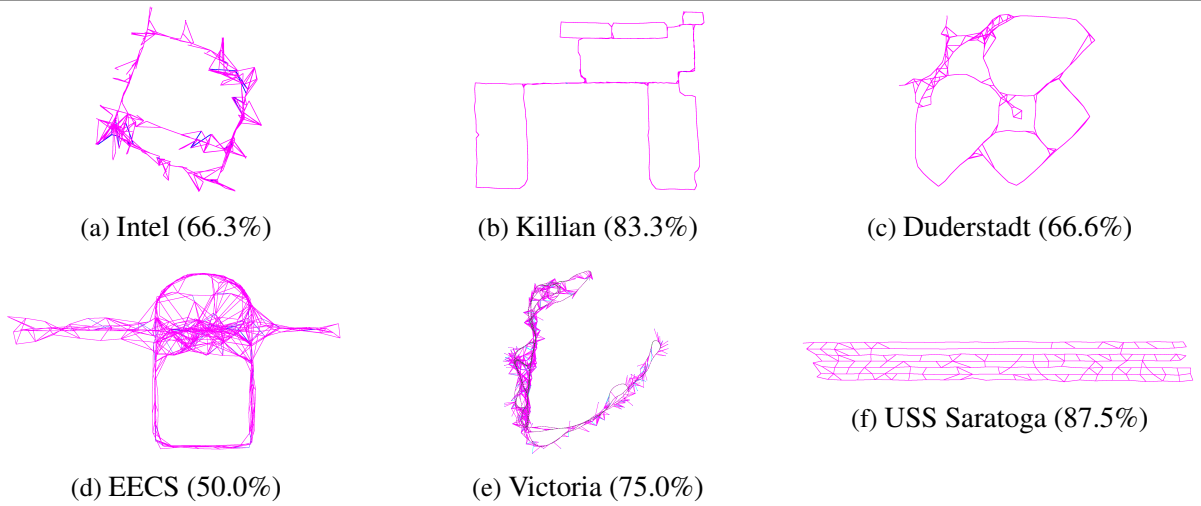 (a) Intel (66.3%)
(b) Killian (83.3%)
(c) Duderstadt (66.6%)
(d) EECS (50.0%)
(e) Victoria (75.0%)
(f) USS Saratoga (87.5%)